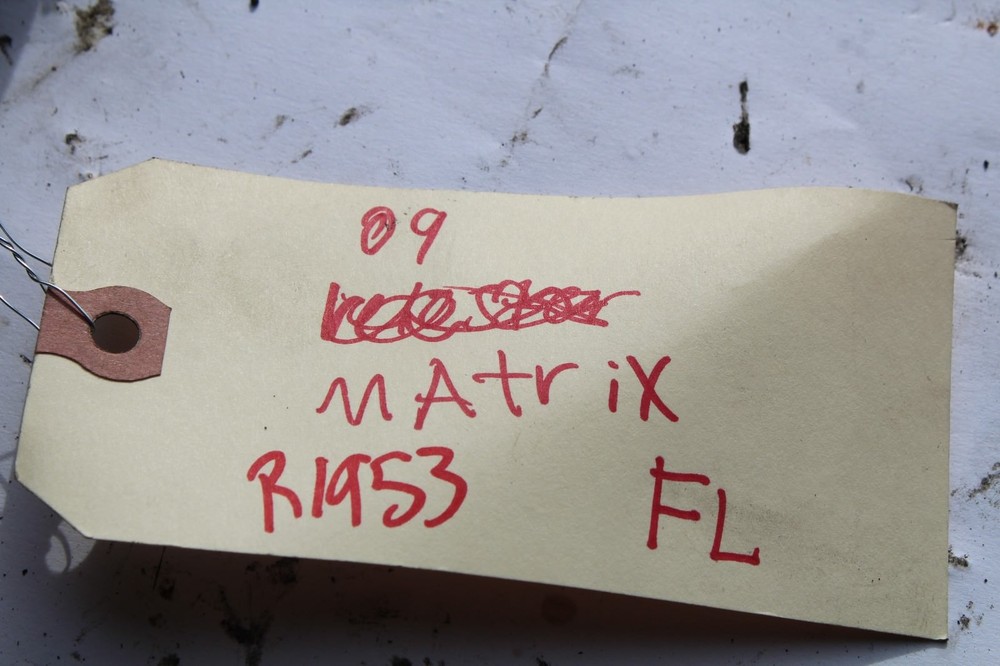 09
MAtrix
R1953 FL